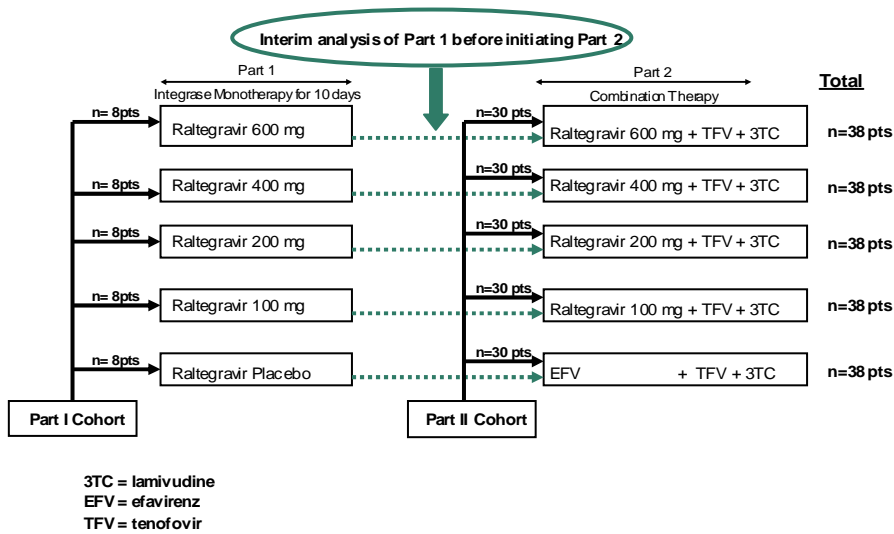 Interim analysis of Part 1 before initiating Part 2
Part 1
Integrase Monotherapy for 10 days
Part 2
Combination Therapy
Total
n= 8pts
Raltegravir 600 mg
n=30 pts
Raltegravir 600 mg + TFV + 3TC
n=38 pts
n= 8pts
Raltegravir 400 mg
n=30 pts
Raltegravir 400 mg + TFV + 3TC
n=38 pts
n= 8pts
Raltegravir 200 mg
n=30 pts
Raltegravir 200 mg + TFV + 3TC
n=38 pts
n= 8pts
Raltegravir 100 mg
n=30 pts
Raltegravir 100 mg + TFV + 3TC
n=38 pts
n= 8pts
Raltegravir Placebo
n=30 pts
EFV + TFV + 3TC
n=38 pts
Part I Cohort
Part II Cohort
3TC = lamivudine
EFV = efavirenz
TFV = tenofovir